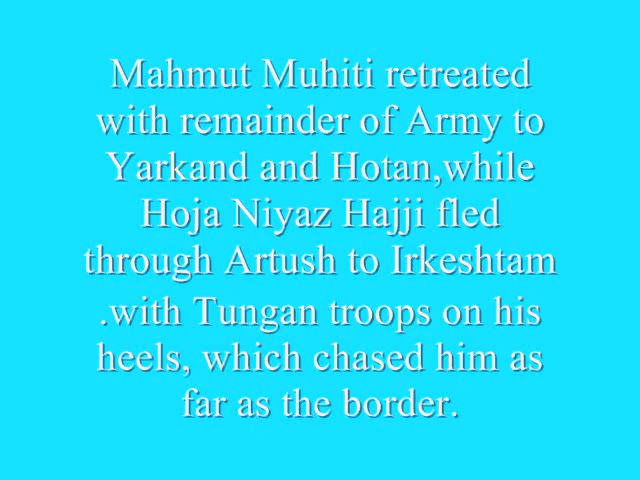 Mahmut Muhiti retreated
with remainder of Army to
Yarkand and Hotan,while
Hoja Niyaz Hajji fled
through Artush to Irkeshtam
.with Tungan troops on his
heels, which chased him as
far as the border.